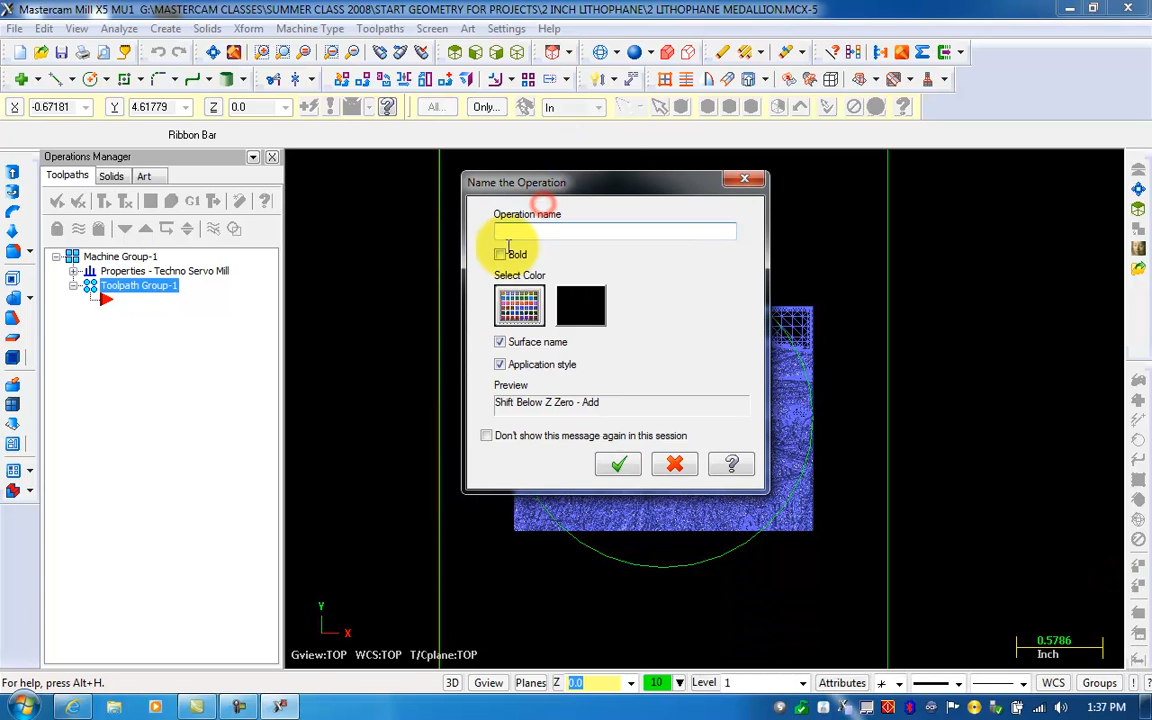 Mastercam Mill X5 MU1 G:\MASTERCAM CLASSES\SUMMER CLASS 2008\START GEOMETRY FOR PROJECTS\2 INCH LITHOPHANE\2 LITHOPHANE MEDALLION.MCX-5
File Edit View Analyze Create Solids Xform Machine Type Toolpaths Screen Art Settings Help
X -0.67181 Y 4.61779 Z 0.0 All... Only... In
Ribbon Bar
Operations Manager
Toolpaths Solids Art
G1
Machine Group-1
Properties - Techno Servo Mill
Toolpath Group-1
Name the Operation
Operation name
Bold
Select Color
Surface name
Application style
Preview
Shift Below Z Zero - Add
Don't show this message again in this session
Y
X
Gview:TOP WCS:TOP T/Cplane:TOP
0.5786
Inch
For help, press Alt+H.
3D Gview Planes Z 0.0 10 Level 1 Attributes WCS Groups ! ?
1:37 PM